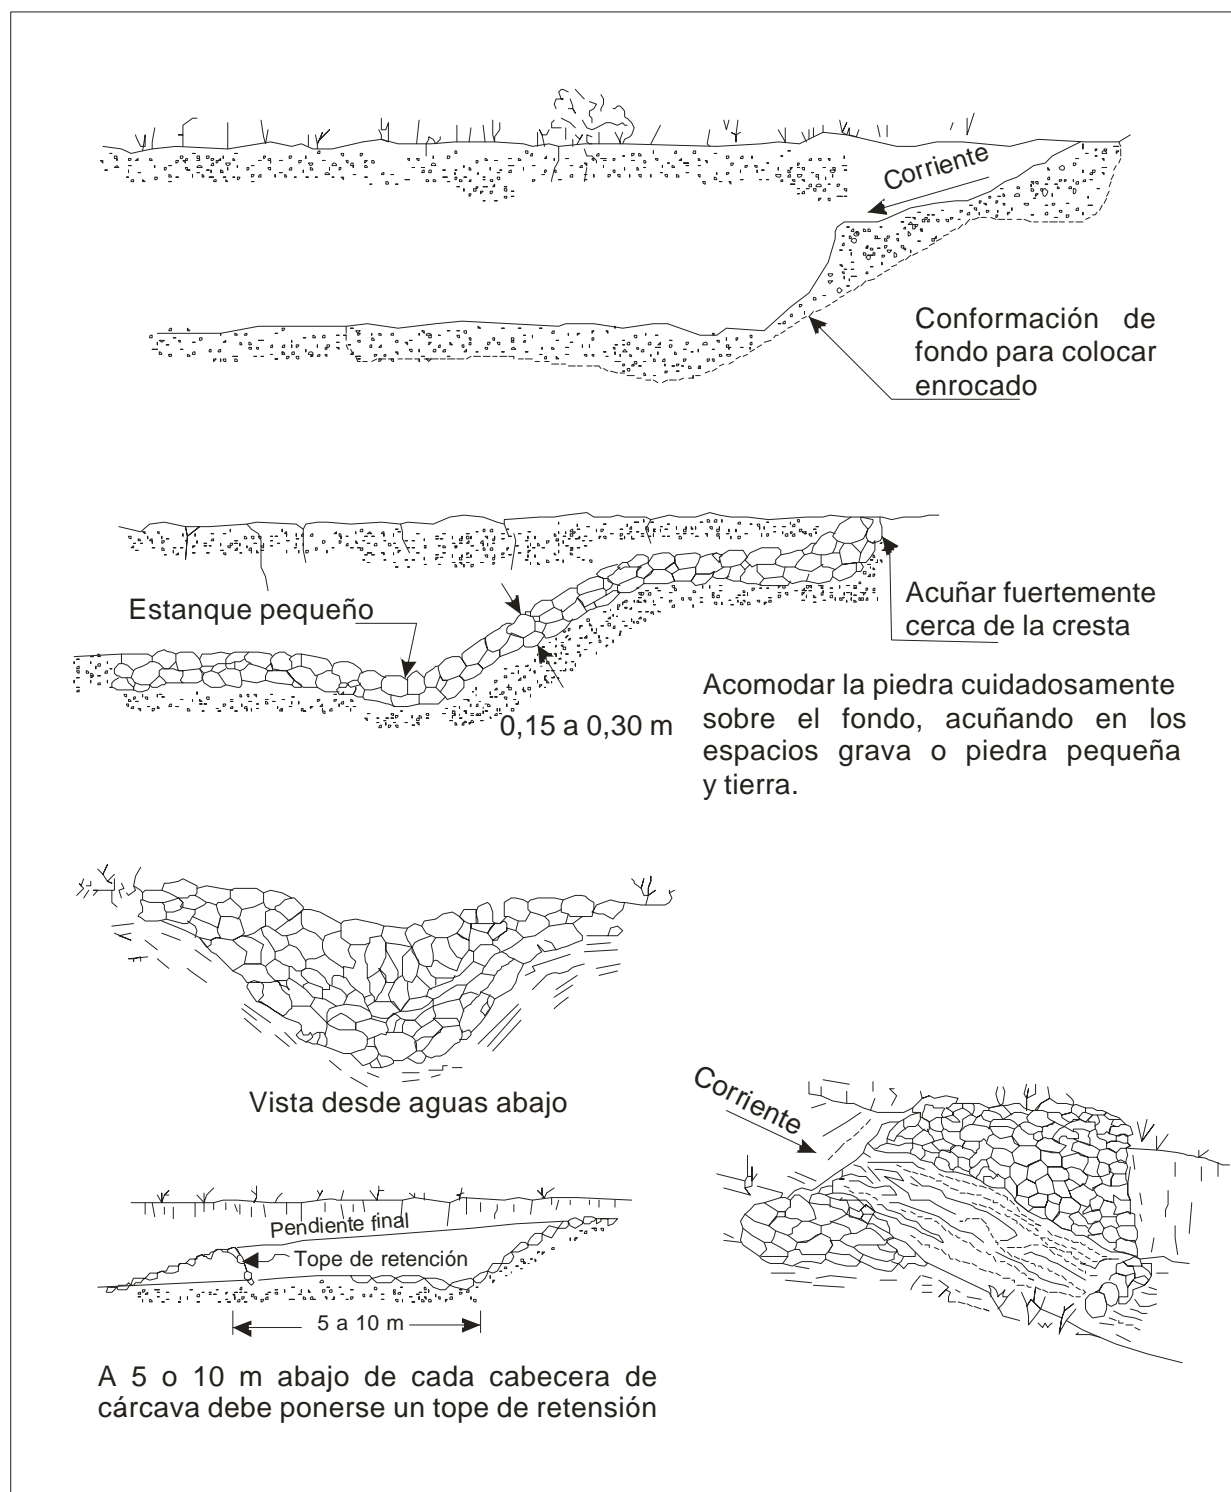 Corriente
Conformación de
fondo para colocar
enrocado
Estanque pequeño
Acuñar fuertemente
cerca de la cresta
0,15 a 0,30 m
Acomodar la piedra cuidadosamente
sobre el fondo, acuñando en los
espacios grava o piedra pequeña
y tierra.
Vista desde aguas abajo
Corriente
Pendiente final
Tope de retención
5 a 10 m
A 5 o 10 m abajo de cada cabecera de
cárcava debe ponerse un tope de retensión